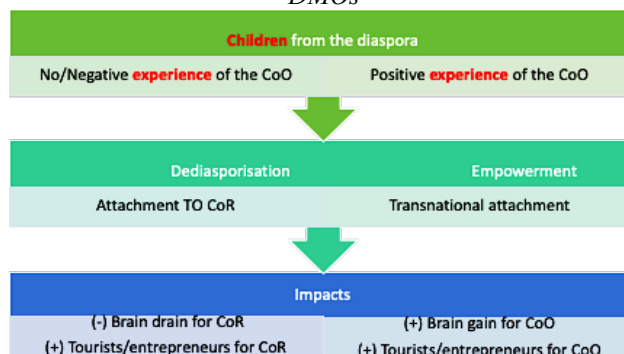 DMOs
Children from the diaspora
No/Negative experience of the CoO Positive experience of the CoO
Dediasporisation Empowerment
Attachment TO CoR Transnational attachment
Impacts
(-) Brain drain for CoR (+) Brain gain for CoO
(+) Tourists/entrepreneurs for CoR (+) Tourists/entrepreneurs for CoO